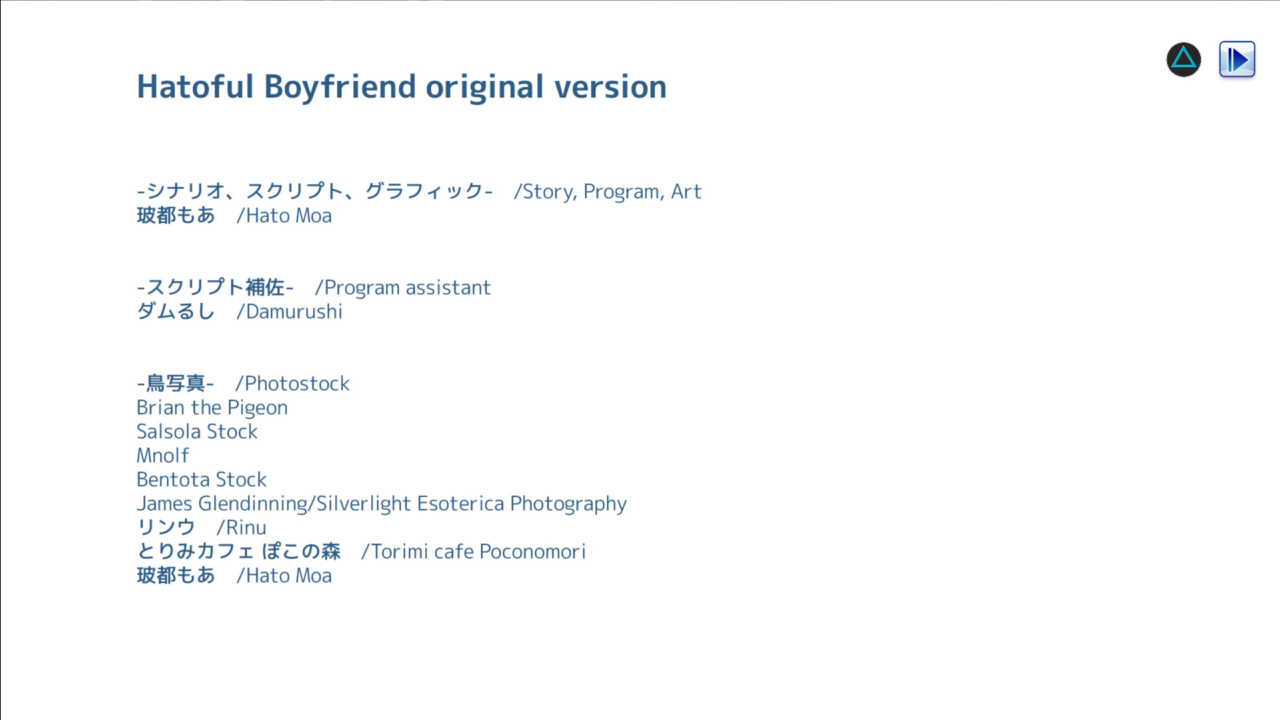 Hatoful Boyfriend original version
-シナリオ、スクリプト、グラフィック-　/Story, Program, Art
玻都もあ　/Hato Moa
-スクリプト補佐-　/Program assistant
ダムるし　/Damurushi
-鳥写真-　/Photostock
Brian the Pigeon
Salsola Stock
Mnolf
Bentota Stock
James Glendinning/Silverlight Esoterica Photography
リンウ　/Rinu
とりみカフェ ぽこの森　/Torimi cafe Poconomori
玻都もあ　/Hato Moa